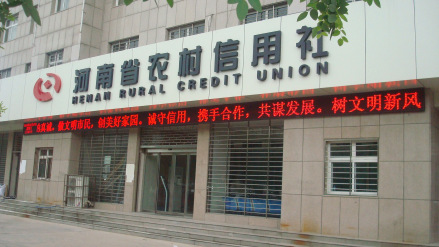 河南省农村信用社
HENAN RURAL CREDIT UNION
做文明市民，创美好家园。诚守信用，携手合作，共谋发展。树文明新风